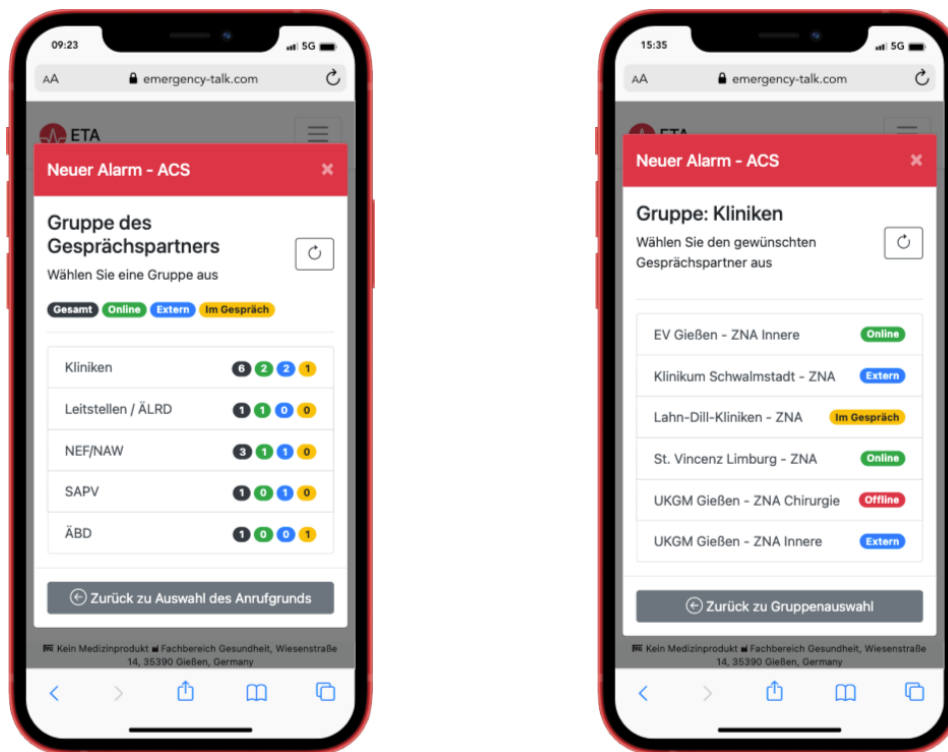 09:23
5G
AA emergency-talk.com
ETA
Neuer Alarm - ACS ×
Gruppe des
Gesprächspartners
Wählen Sie eine Gruppe aus
Gesamt Online Extern Im Gespräch
Kliniken 6 2 2 1
Leitstellen / ÄLRD 1 1 0 0
NEF/NAW 3 1 1 0
SAPV 1 0 1 0
ÄBD 1 0 0 1
Zurück zu Auswahl des Anrufgrunds
Kein Medizinprodukt Fachbereich Gesundheit, Wiesenstraße
14, 35390 Gießen, Germany
15:35
5G
AA emergency-talk.com
ETA
Neuer Alarm - ACS ×
Gruppe: Kliniken
Wählen Sie den gewünschten
Gesprächspartner aus
EV Gießen - ZNA Innere Online
Klinikum Schwalmstadt - ZNA Extern
Lahn-Dill-Kliniken - ZNA Im Gespräch
St. Vincenz Limburg - ZNA Online
UKGM Gießen - ZNA Chirurgie Offline
UKGM Gießen - ZNA Innere Extern
Zurück zu Gruppenauswahl
Kein Medizinprodukt Fachbereich Gesundheit, Wiesenstraße
14, 35390 Gießen, Germany